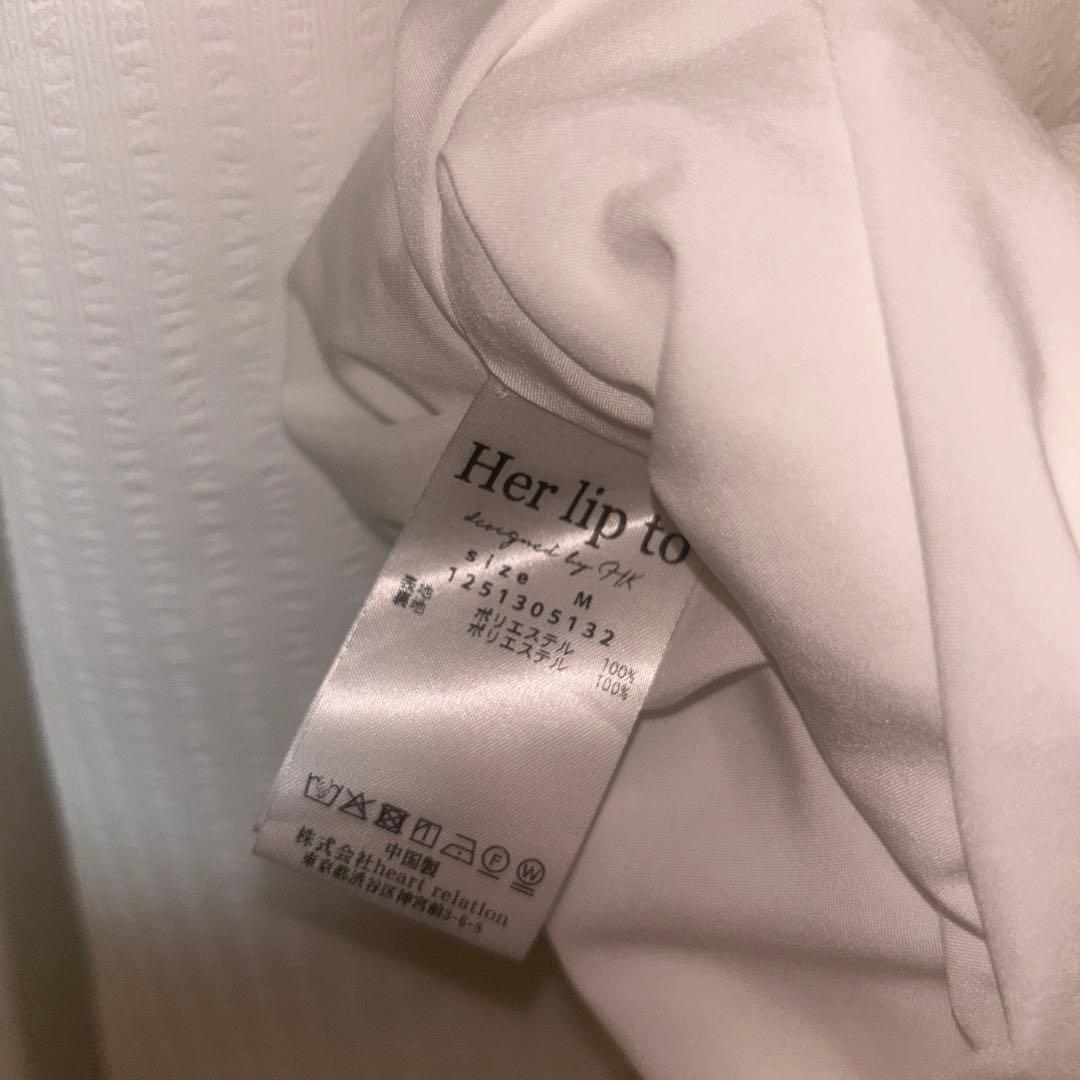 Her lip to
designed by HK
size M
1251305132
表地 ポリエステル 100%
裏地 ポリエステル 100%
F W
中国製
株式会社heart relation
東京都渋谷区神宮前3-6-8